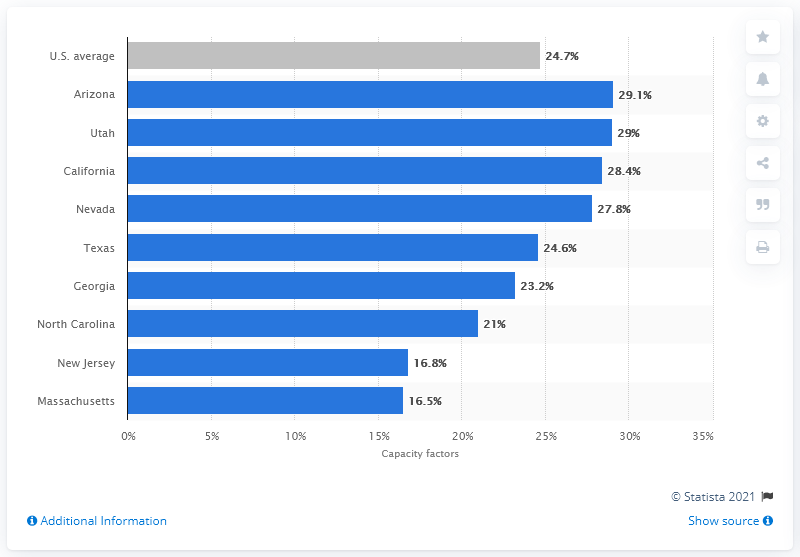 U.S. average 24.7%
Arizona 29.1%
Utah 29%
California 28.4%
Nevada 27.8%
Texas 24.6%
Georgia 23.2%
North Carolina 21%
New Jersey 16.8%
Massachusetts 16.5%
0% 5% 10% 15% 20% 25% 30% 35%
Capacity factors
© Statista 2021
Additional Information Show source